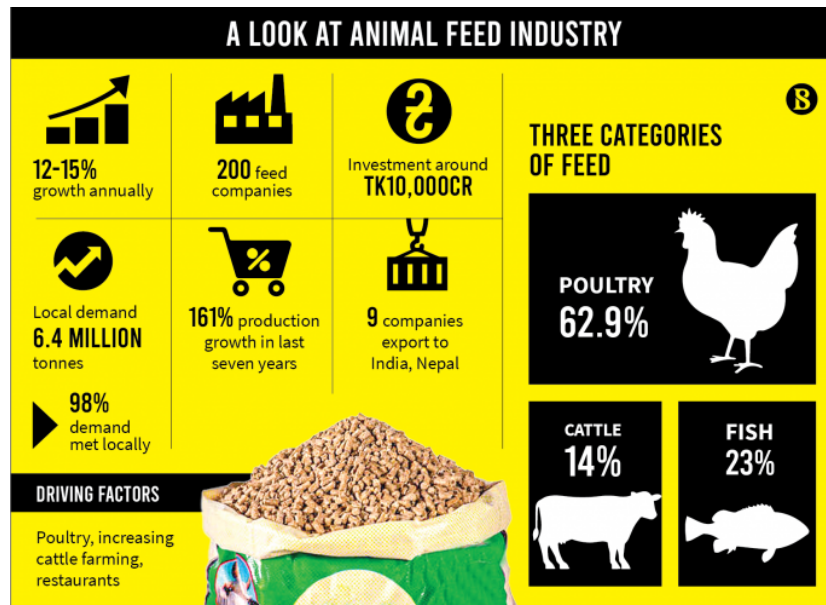 A LOOK AT ANIMAL FEED INDUSTRY
12-15%
growth annually
200 feed
companies
Investment around
TK10,000CR
Local demand
6.4 MILLION
tonnes
98%
demand
met locally
%
161% production
growth in last
seven years
9 companies
export to
India, Nepal
DRIVING FACTORS
Poultry, increasing
cattle farming,
restaurants
THREE CATEGORIES
OF FEED
POULTRY
62.9%
CATTLE
14%
FISH
23%